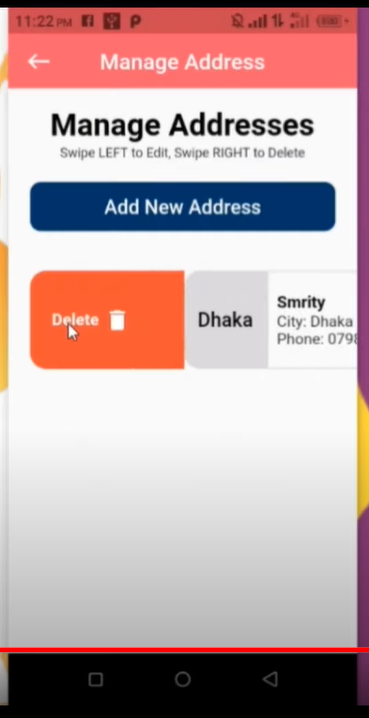 11:22 PM
Manage Address
Manage Addresses
Swipe LEFT to Edit, Swipe RIGHT to Delete
Add New Address
Delete
Dhaka
Smrity
City: Dhaka
Phone: 079